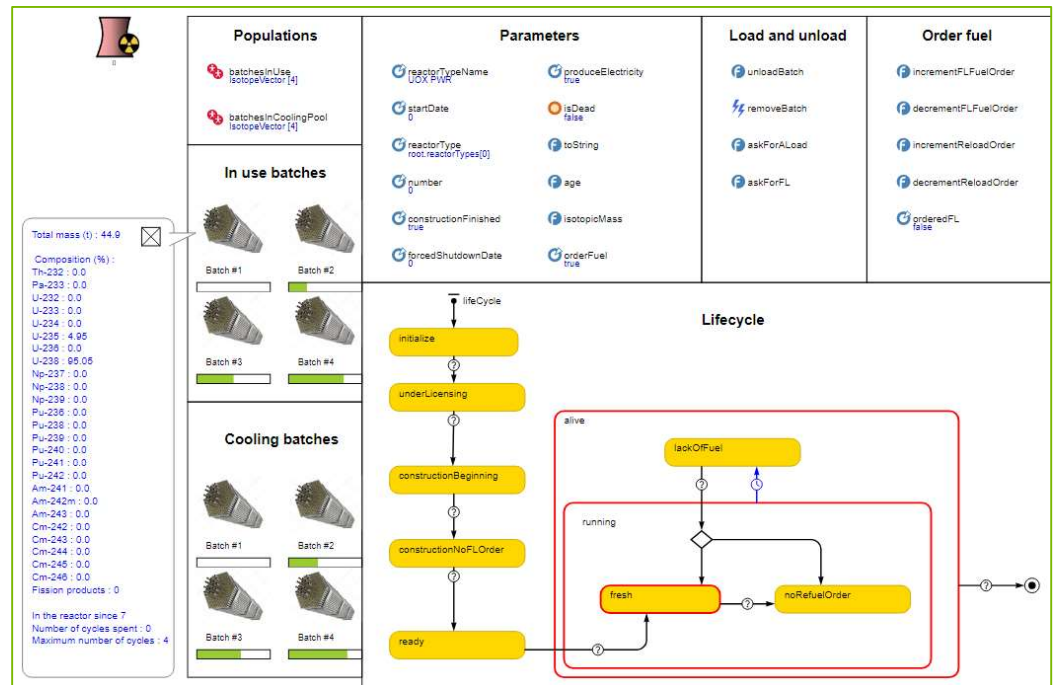 0
Populations
batchesInUse
IsotopeVector [4]
batchesInCoolingPool
IsotopeVector [4]
In use batches
Batch #1
Batch #2
Batch #3
Batch #4
Cooling batches
Batch #1
Batch #2
Batch #3
Batch #4
Total mass (t) : 44.9
Composition (%) :
Th-232 : 0.0
Pa-233 : 0.0
U-232 : 0.0
U-233 : 0.0
U-234 : 0.0
U-235 : 4.95
U-236 : 0.0
U-238 : 95.05
Np-237 : 0.0
Np-238 : 0.0
Np-239 : 0.0
Pu-236 : 0.0
Pu-238 : 0.0
Pu-239 : 0.0
Pu-240 : 0.0
Pu-241 : 0.0
Pu-242 : 0.0
Am-241 : 0.0
Am-242m : 0.0
Am-243 : 0.0
Cm-242 : 0.0
Cm-243 : 0.0
Cm-244 : 0.0
Cm-245 : 0.0
Cm-246 : 0.0
Fission products : 0
In the reactor since 7
Number of cycles spent : 0
Maximum number of cycles : 4
Parameters
reactorTypeName
UOX PWR
startDate
0
reactorType
root.reactorTypes[0]
number
0
constructionFinished
true
forcedShutdownDate
0
produceElectricity
true
isDead
false
toString
age
isotopicMass
orderFuel
true
Load and unload
unloadBatch
removeBatch
askForALoad
askForFL
Order fuel
incrementFLFuelOrder
decrementFLFuelOrder
incrementReloadOrder
decrementReloadOrder
orderedFL
false
Lifecycle
lifeCycle
initialize
?
underLicensing
?
constructionBeginning
?
constructionNoFLOrder
?
ready
?
alive
lackOfFuel
?
running
fresh
?
noRefuelOrder
?